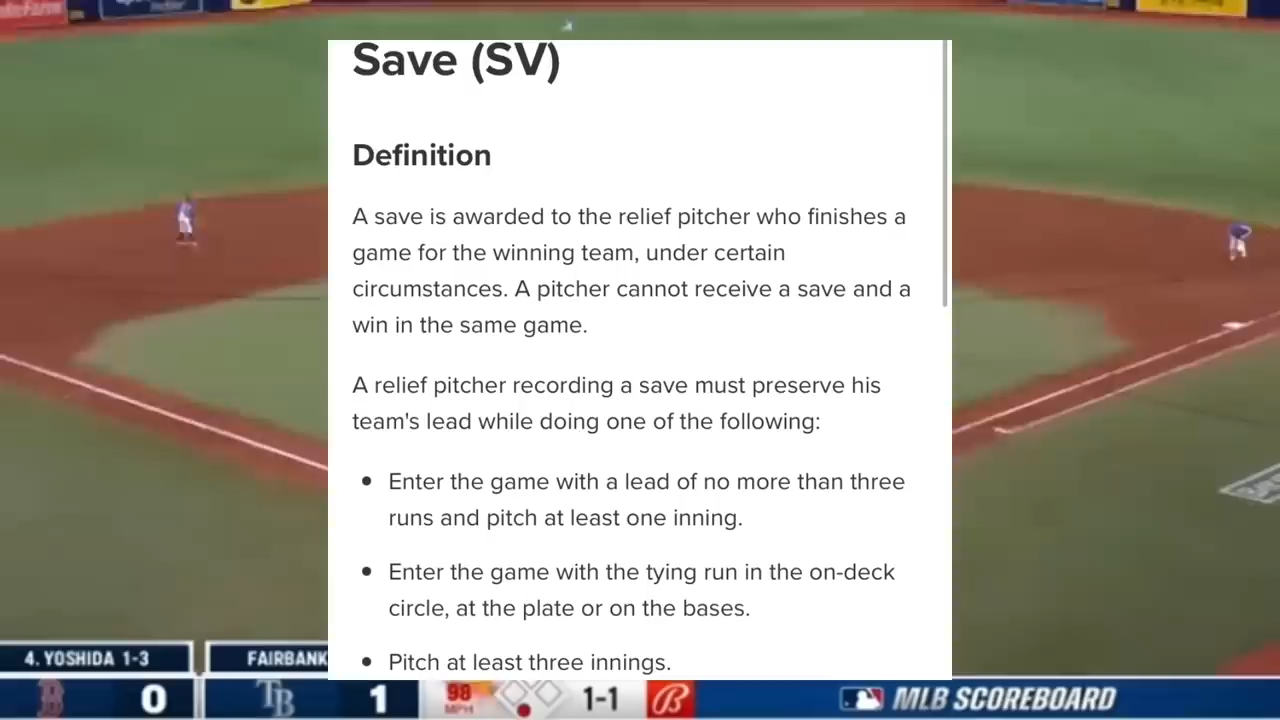 Save (SV)
Definition
A save is awarded to the relief pitcher who finishes a
game for the winning team, under certain
circumstances. A pitcher cannot receive a save and a
win in the same game.
A relief pitcher recording a save must preserve his
team's lead while doing one of the following:
• Enter the game with a lead of no more than three
runs and pitch at least one inning.
• Enter the game with the tying run in the on-deck
circle, at the plate or on the bases.
• Pitch at least three innings.
4. YOSHIDA 1-3
FAIRBANK
B 0 TB 1 98 MPH 1-1 B MLB SCOREBOARD